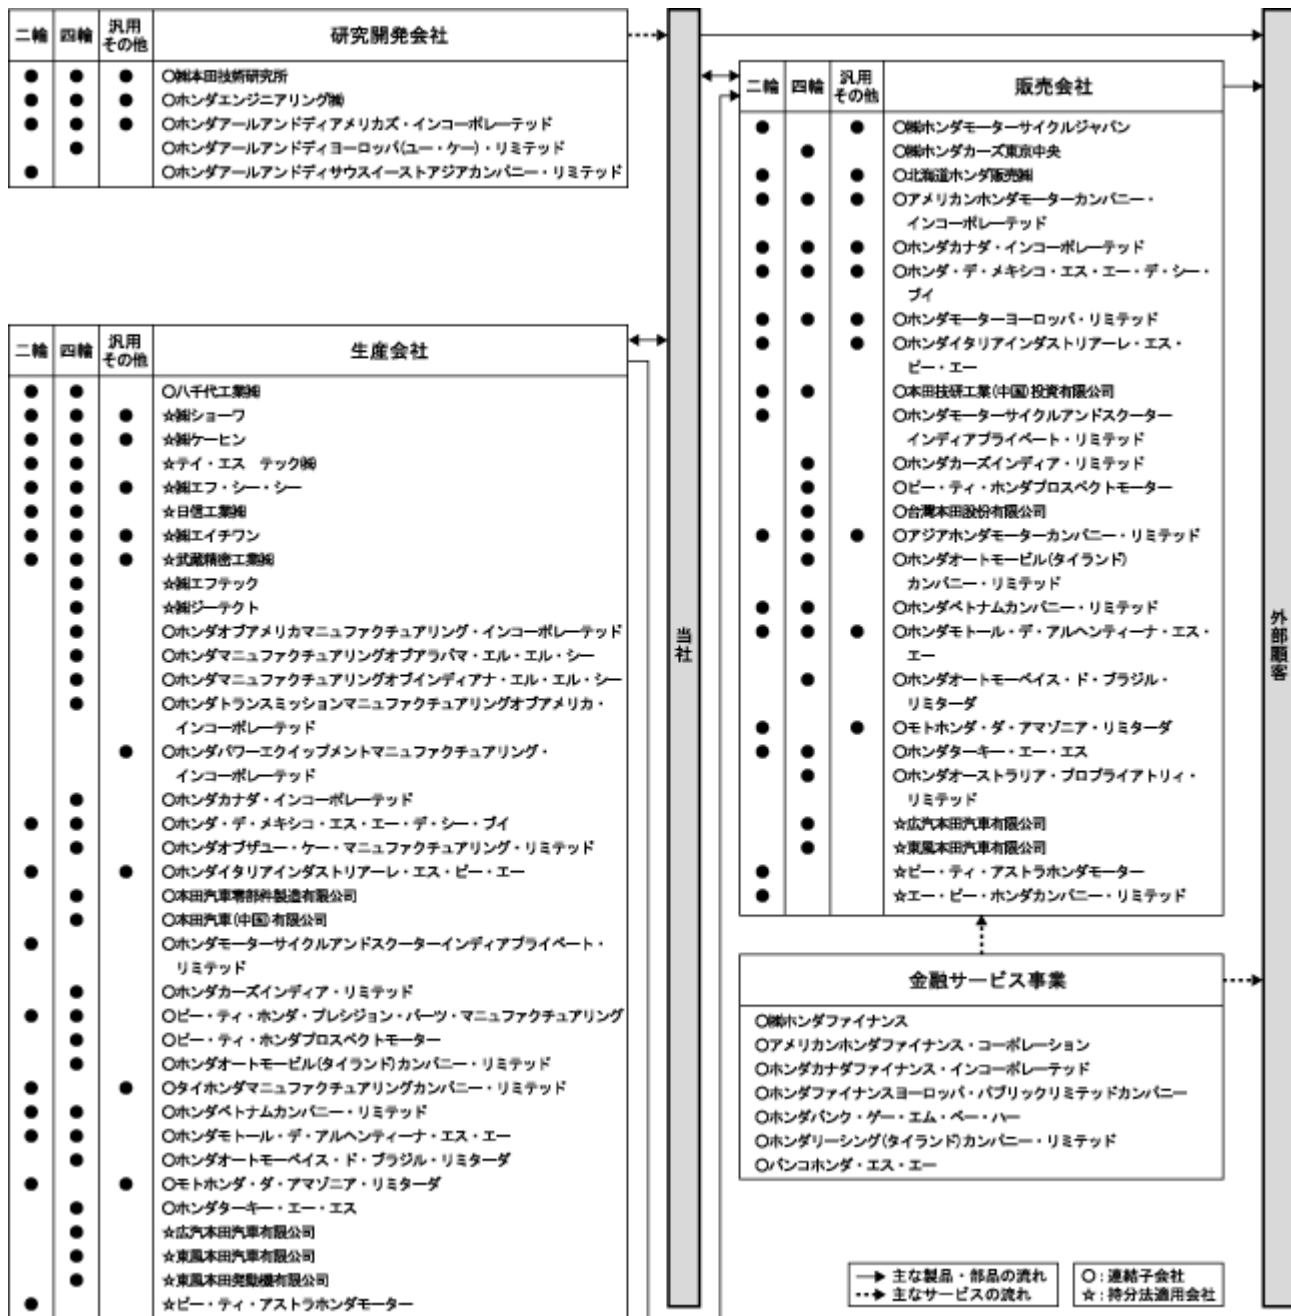 二輪 四輪 汎用 その他 研究開発会社
○㈱本田技術研究所
○ホンダエンジニアリング㈱
○ホンダアールアンドディアメリカズ・インコーポレーテッド
○ホンダアールアンドディヨーロッパ(ユー・ケー)・リミテッド
○ホンダアールアンドディサウスイーストアジアカンパニー・リミテッド
二輪 四輪 汎用 その他 生産会社
○八千代工業㈱
☆㈱ショーワ
☆㈱ケーヒン
☆テイ・エス　テック㈱
☆㈱エフ・シー・シー
☆日信工業㈱
☆㈱エイチワン
☆武蔵精密工業㈱
☆㈱エフテック
☆㈱ジーテクト
○ホンダオブアメリカマニュファクチュアリング・インコーポレーテッド
○ホンダマニュファクチュアリングオブアラバマ・エル・エル・シー
○ホンダマニュファクチュアリングオブインディアナ・エル・エル・シー
○ホンダトランスミッションマニュファクチュアリングオブアメリカ・
インコーポレーテッド
○ホンダパワーエクイップメントマニュファクチュアリング・
インコーポレーテッド
○ホンダカナダ・インコーポレーテッド
○ホンダ・デ・メキシコ・エス・エー・デ・シー・ブイ
○ホンダオブザユー・ケー・マニュファクチュアリング・リミテッド
○ホンダイタリアインダストリアーレ・エス・ピー・エー
○本田汽車零部件製造有限公司
○本田汽車(中国)有限公司
○ホンダモーターサイクルアンドスクーターインディアプライベート・
リミテッド
○ホンダカーズインディア・リミテッド
○ピー・ティ・ホンダ・プレシジョン・パーツ・マニュファクチュアリング
○ピー・ティ・ホンダプロスペクトモーター
○ホンダオートモービル(タイランド)カンパニー・リミテッド
○タイホンダマニュファクチュアリングカンパニー・リミテッド
○ホンダベトナムカンパニー・リミテッド
○ホンダモトール・デ・アルヘンティーナ・エス・エー
○ホンダオートモーベイス・ド・ブラジル・リミターダ
○モトホンダ・ダ・アマゾニア・リミターダ
○ホンダターキー・エー・エス
☆広汽本田汽車有限公司
☆東風本田汽車有限公司
☆東風本田発動機有限公司
☆ピー・ティ・アストラホンダモーター
当社
二輪 四輪 汎用 その他 販売会社
○㈱ホンダモーターサイクルジャパン
○㈱ホンダカーズ東京中央
○北海道ホンダ販売㈱
○アメリカンホンダモーターカンパニー・
インコーポレーテッド
○ホンダカナダ・インコーポレーテッド
○ホンダ・デ・メキシコ・エス・エー・デ・シー・
ブイ
○ホンダモーターヨーロッパ・リミテッド
○ホンダイタリアインダストリアーレ・エス・
ピー・エー
○本田技研工業(中国)投資有限公司
○ホンダモーターサイクルアンドスクーター
インディアプライベート・リミテッド
○ホンダカーズインディア・リミテッド
○ピー・ティ・ホンダプロスペクトモーター
○台灣本田股份有限公司
○アジアホンダモーターカンパニー・リミテッド
○ホンダオートモービル(タイランド)
カンパニー・リミテッド
○ホンダベトナムカンパニー・リミテッド
○ホンダモトール・デ・アルヘンティーナ・エス・
エー
○ホンダオートモーベイス・ド・ブラジル・
リミターダ
○モトホンダ・ダ・アマゾニア・リミターダ
○ホンダターキー・エー・エス
○ホンダオーストラリア・プロプライアトリィ・
リミテッド
☆広汽本田汽車有限公司
☆東風本田汽車有限公司
☆ピー・ティ・アストラホンダモーター
☆エー・ピー・ホンダカンパニー・リミテッド
金融サービス事業
○㈱ホンダファイナンス
○アメリカンホンダファイナンス・コーポレーション
○ホンダカナダファイナンス・インコーポレーテッド
○ホンダファイナンスヨーロッパ・パブリックリミテッドカンパニー
○ホンダバンク・ゲー・エム・ベー・ハー
○ホンダリーシング(タイランド)カンパニー・リミテッド
○バンコホンダ・エス・エー
外部顧客
主な製品・部品の流れ
主なサービスの流れ
○：連結子会社
☆：持分法適用会社